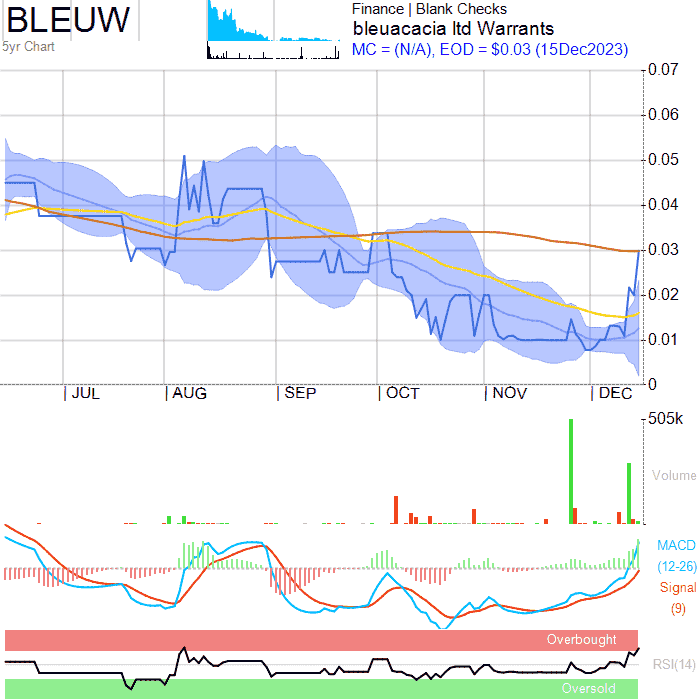 BLEUW
5yr Chart
Finance | Blank Checks
bleuacacia ltd Warrants
MC = (N/A), EOD = $0.03 (15Dec2023)
0.07
0.06
0.05
0.04
0.03
0.02
0.01
0
JUL AUG SEP OCT NOV DEC
505k
Volume
MACD
(12-26)
Signal
(9)
Overbought
RSI(14)
Oversold